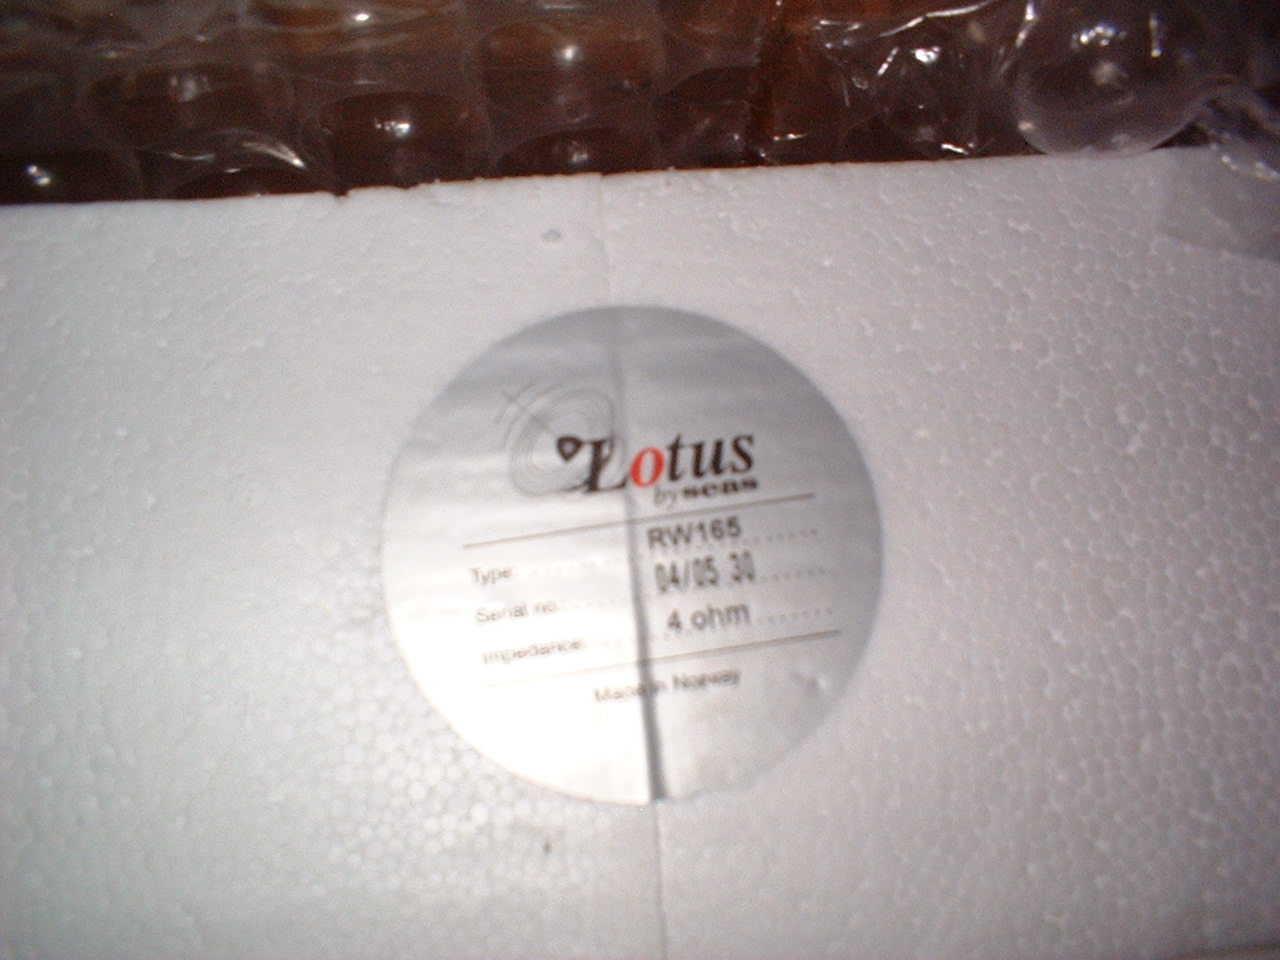 Lotus
by seas
Type: RW165
Serial no.: 04/05 30
Impedance: 4 ohm
Made in Norway